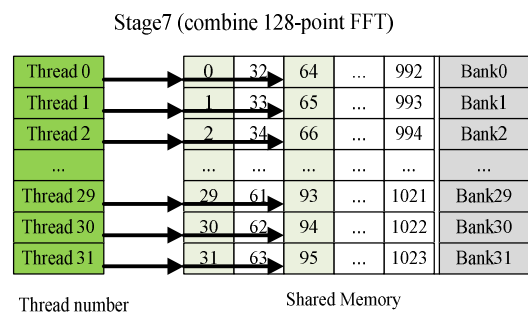 Stage7 (combine 128-point FFT)
Thread 0 0 32 64 ... 992 Bank0
Thread 1 1 33 65 ... 993 Bank1
Thread 2 2 34 66 ... 994 Bank2
... ... ... ... ... ... ...
Thread 29 29 61 93 ... 1021 Bank29
Thread 30 30 62 94 ... 1022 Bank30
Thread 31 31 63 95 ... 1023 Bank31
Thread number Shared Memory